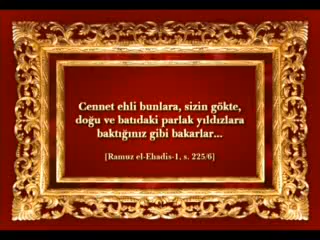 Cennet ehli bunlara, sizin gökte,
doğu ve batıdaki parlak yıldızlara
baktığınız gibi bakarlar...
[Ramuz el-Ehadis-1, s. 225/6]